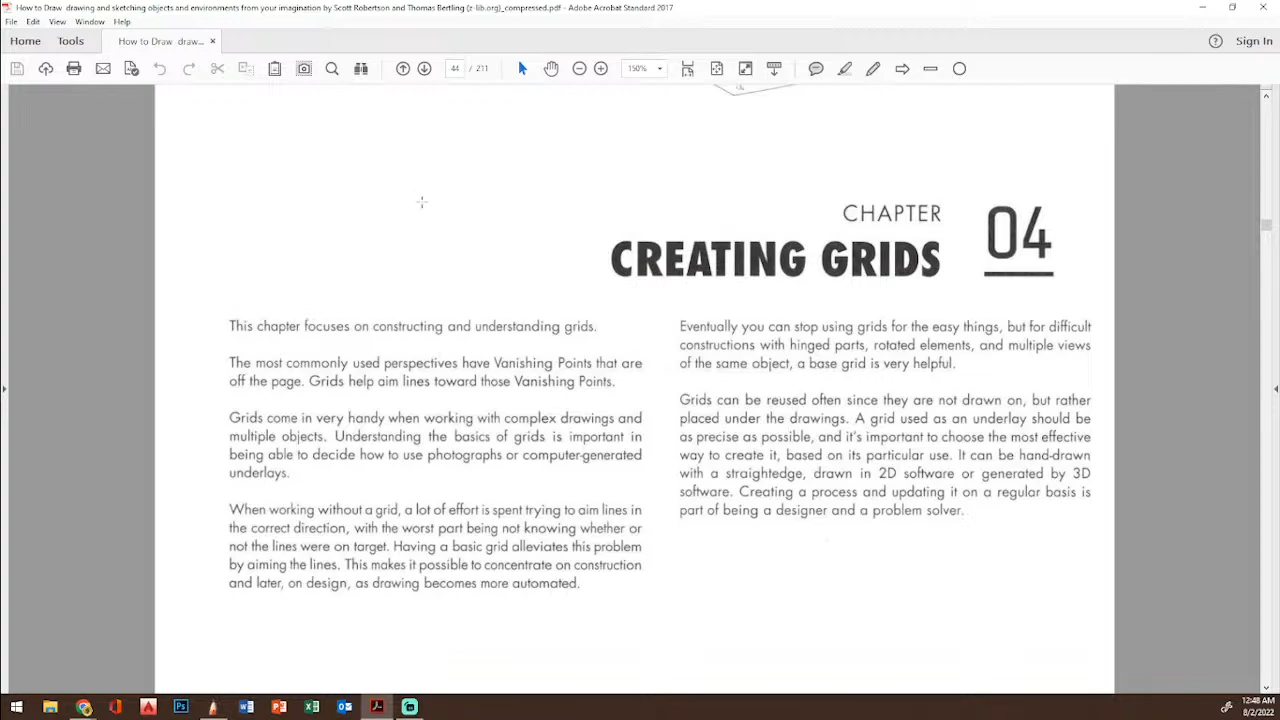 How to Draw drawing and sketching objects and environments from your imagination by Scott Robertson and Thomas Bertling (z-lib.org)_compressed.pdf - Adobe Acrobat Standard 2017
File Edit View Window Help
Home Tools How to Draw draw... × ? Sign In
44 / 211 150%
CHAPTER
04
CREATING GRIDS
This chapter focuses on constructing and understanding grids.
The most commonly used perspectives have Vanishing Points that are
off the page. Grids help aim lines toward those Vanishing Points.
Grids come in very handy when working with complex drawings and
multiple objects. Understanding the basics of grids is important in
being able to decide how to use photographs or computer-generated
underlays.
When working without a grid, a lot of effort is spent trying to aim lines in
the correct direction, with the worst part being not knowing whether or
not the lines were on target. Having a basic grid alleviates this problem
by aiming the lines. This makes it possible to concentrate on construction
and later, on design, as drawing becomes more automated.
Eventually you can stop using grids for the easy things, but for difficult
constructions with hinged parts, rotated elements, and multiple views
of the same object, a base grid is very helpful.
Grids can be reused often since they are not drawn on, but rather
placed under the drawings. A grid used as an underlay should be
as precise as possible, and it's important to choose the most effective
way to create it, based on its particular use. It can be hand-drawn
with a straightedge, drawn in 2D software or generated by 3D
software. Creating a process and updating it on a regular basis is
part of being a designer and a problem solver.
12:48 AM
8/2/2022